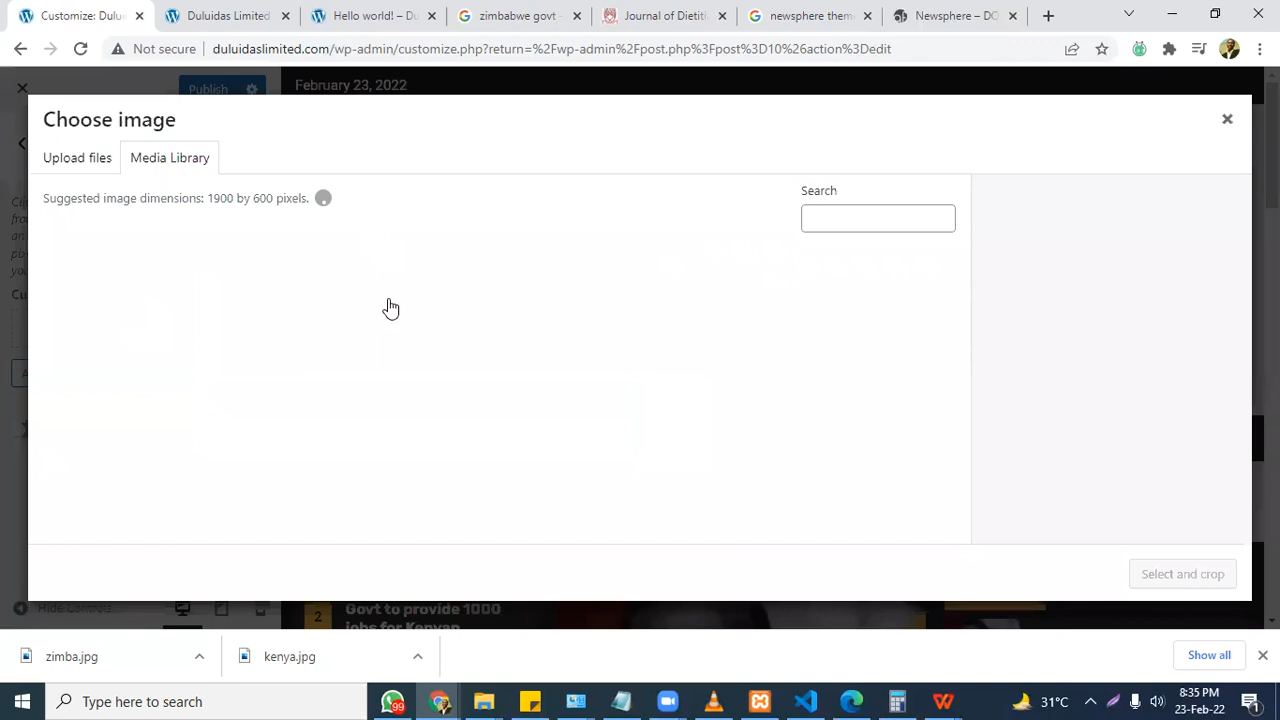 Customize: Dulu
Duluidas Limited
Hello world! – Du
zimbabwe govt -
Journal of Dietiti
newsphere them
Newsphere – DO
Not secure
duluidaslimited.com/wp-admin/customize.php?return=%2Fwp-admin%2Fpost.php%3Fpost%3D10%26action%3Dedit
Publish
February 23, 2022
Choose image
Upload files
Media Library
Suggested image dimensions: 1900 by 600 pixels.
Search
Select and crop
Hide Controls
2
Govt to provide 1000
jobs for Kenyan
zimba.jpg
kenya.jpg
Show all
Type here to search
99
31°C
8:35 PM
23-Feb-22
1